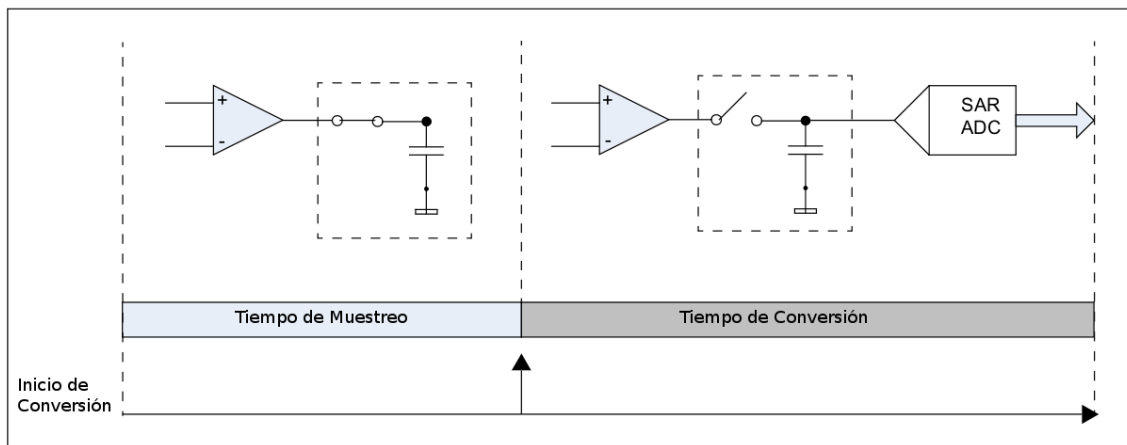 +
-
+
-
SAR
ADC
Tiempo de Muestreo
Tiempo de Conversión
Inicio de
Conversión